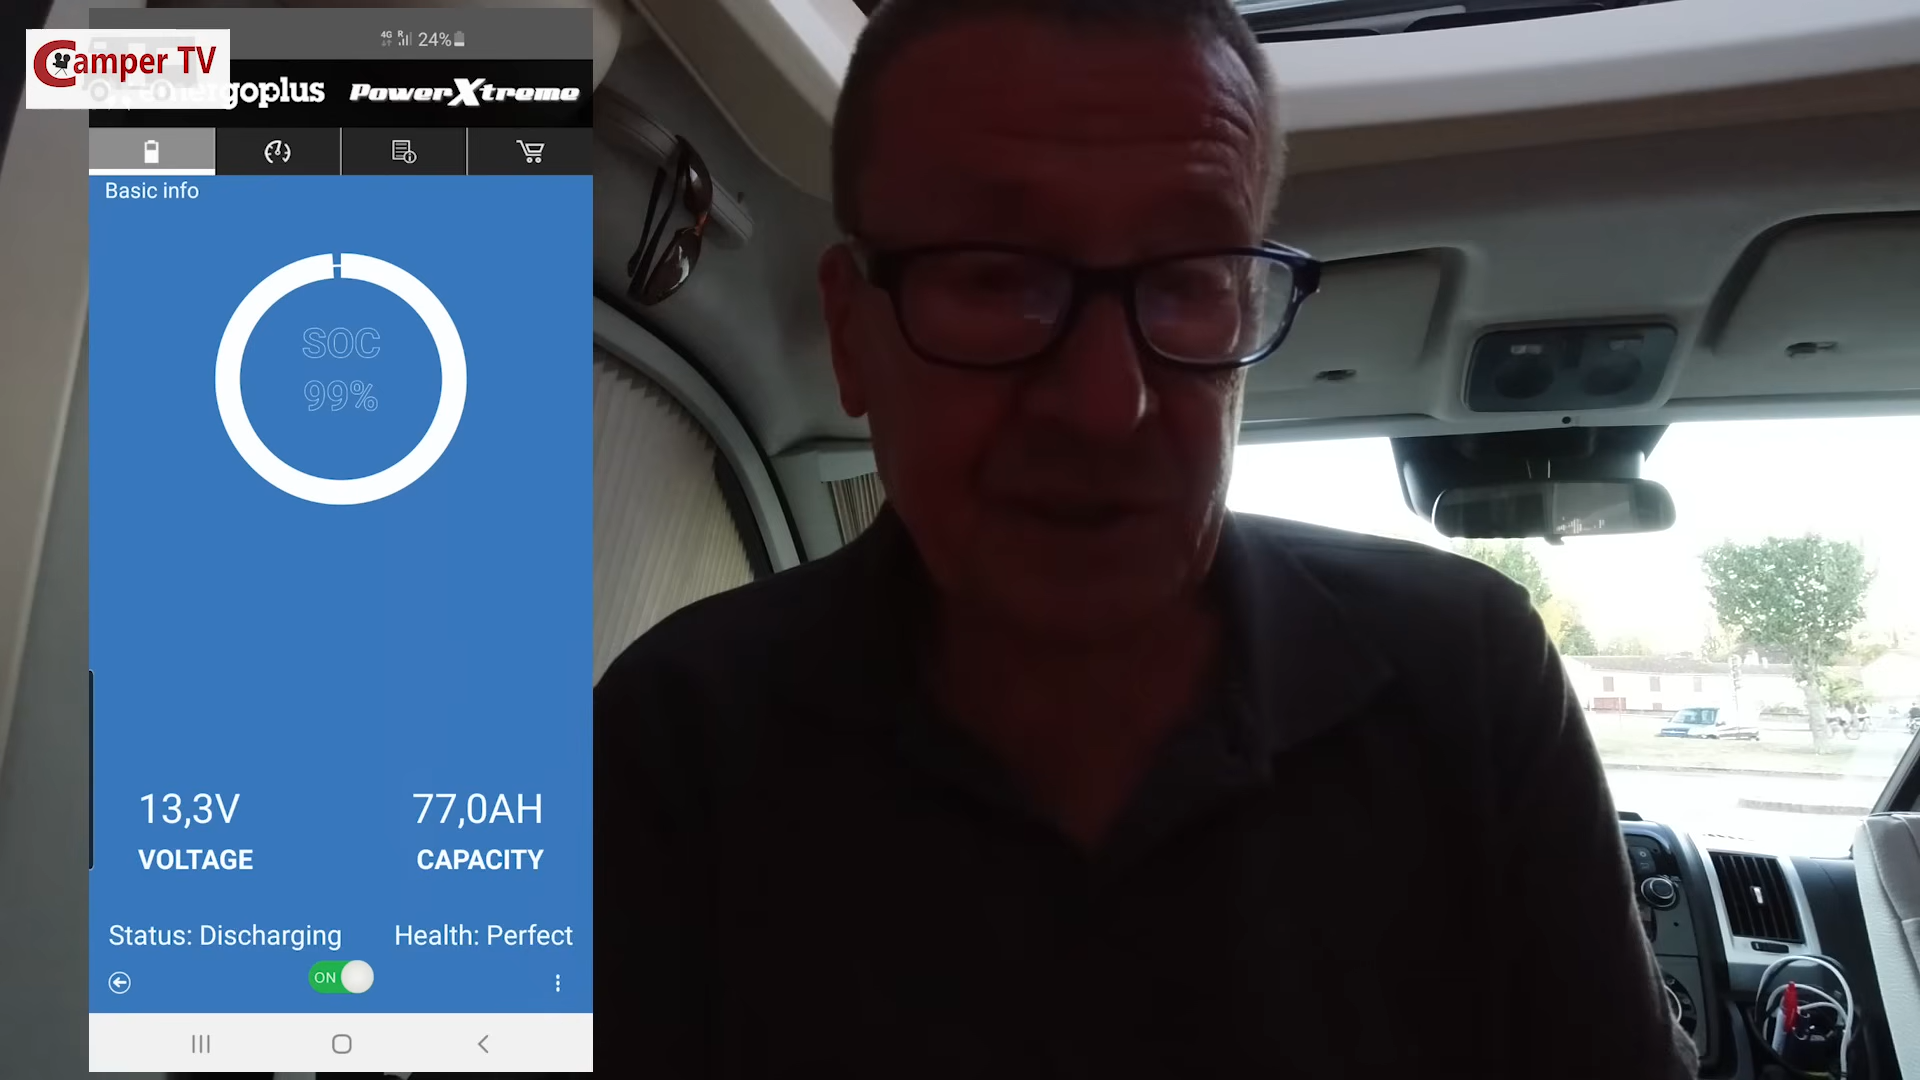 Camper TV
4G R 24%
energoplus PowerXtreme
Basic info
SOC
99%
13,3V 77,0AH
VOLTAGE CAPACITY
Status: Discharging Health: Perfect
ON